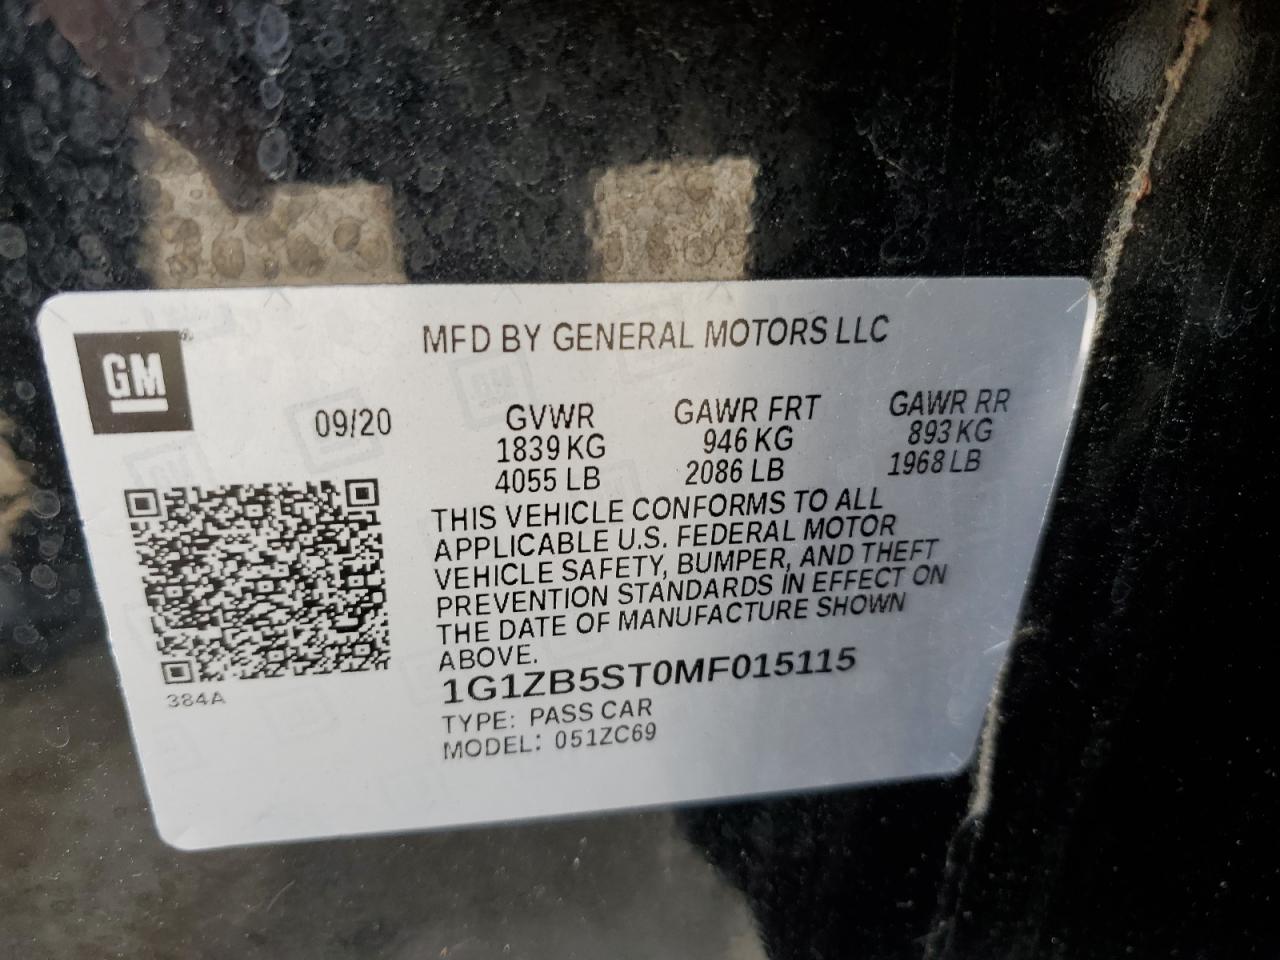 MFD BY GENERAL MOTORS LLC
GM
09/20 GVWR GAWR FRT GAWR RR
1839 KG 946 KG 893 KG
4055 LB 2086 LB 1968 LB
THIS VEHICLE CONFORMS TO ALL
APPLICABLE U.S. FEDERAL MOTOR
VEHICLE SAFETY, BUMPER, AND THEFT
PREVENTION STANDARDS IN EFFECT ON
THE DATE OF MANUFACTURE SHOWN
ABOVE.
384A
1G1ZB5ST0MF015115
TYPE: PASS CAR
MODEL: 051ZC69